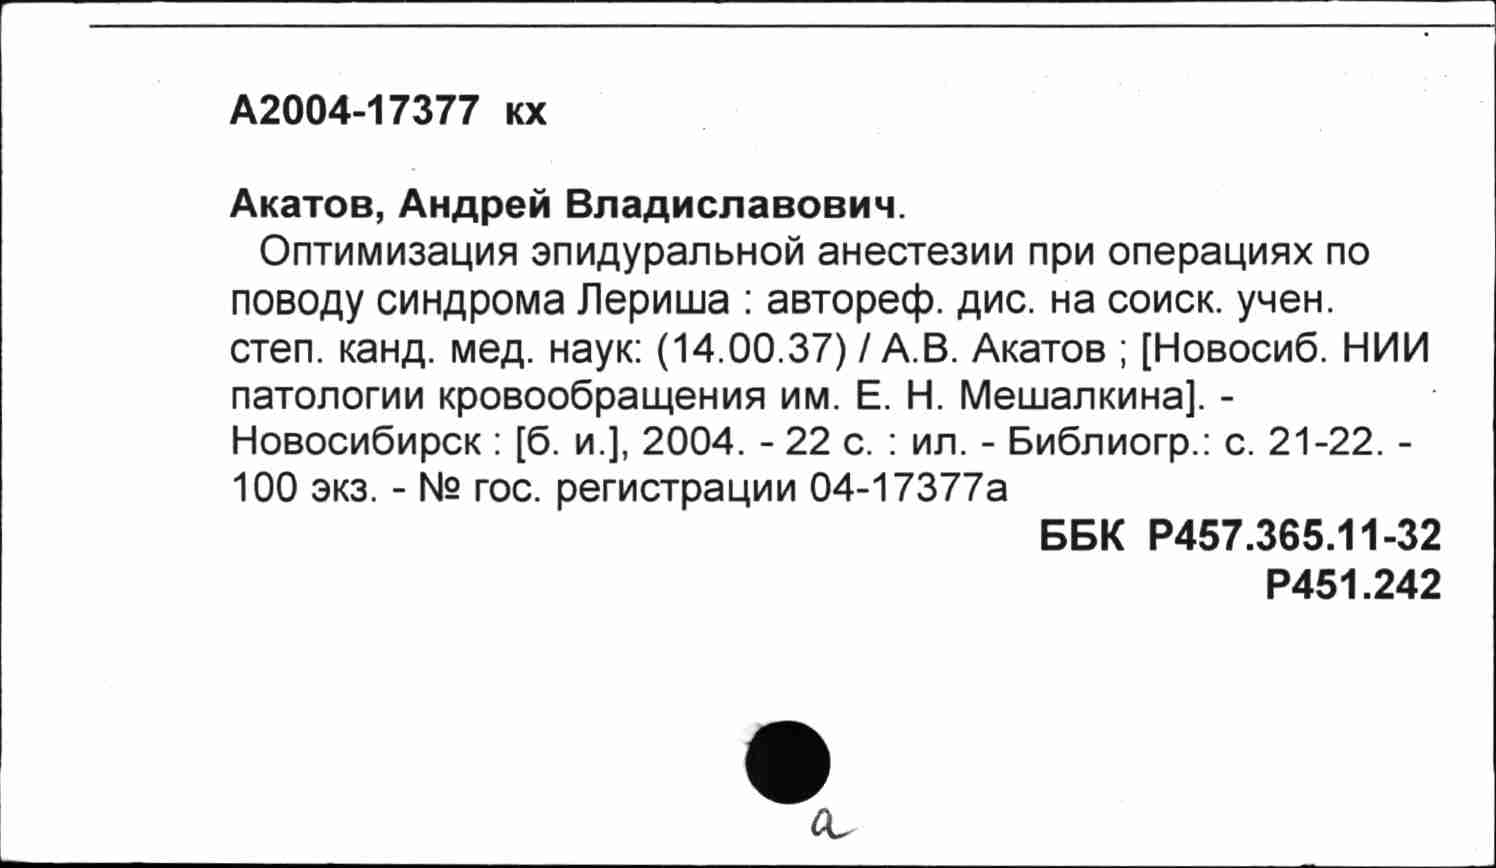 А2004-17377 кх
Акатов, Андрей Владиславович.
Оптимизация эпидуральной анестезии при операциях по
поводу синдрома Лериша : автореф. дис. на соиск. учен.
степ. канд. мед. наук: (14.00.37) / А.В. Акатов ; [Новосиб. НИИ
патологии кровообращения им. Е. Н. Мешалкина]. -
Новосибирск : [б. и.], 2004. - 22 с. : ил. - Библиогр.: с. 21-22. -
100 экз. - № гос. регистрации 04-17377а
ББК Р457.365.11-32
Р451.242
а